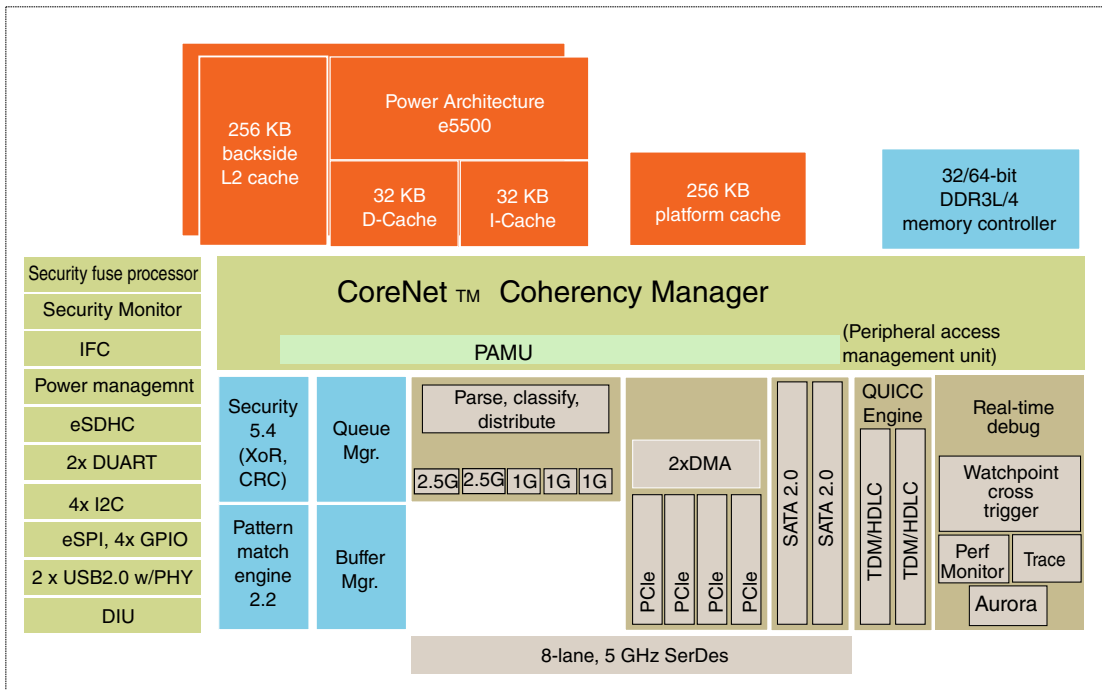 Power Architecture
e5500
256 KB
backside
L2 cache
32 KB
D-Cache
32 KB
I-Cache
256 KB
platform cache
32/64-bit
DDR3L/4
memory controller
Security fuse processor
Security Monitor
IFC
Power managemnt
eSDHC
2x DUART
4x I2C
eSPI, 4x GPIO
2 x USB2.0 w/PHY
DIU
CoreNet TM Coherency Manager
PAMU
(Peripheral access
management unit)
Security
5.4
(XoR,
CRC)
Queue
Mgr.
Pattern
match
engine
2.2
Buffer
Mgr.
Parse, classify,
distribute
2.5G
2.5G
1G
1G
1G
2xDMA
PCIe
PCIe
PCIe
PCIe
SATA 2.0
SATA 2.0
QUICC
Engine
TDM/HDLC
TDM/HDLC
Real-time
debug
Watchpoint
cross
trigger
Perf
Monitor
Trace
Aurora
8-lane, 5 GHz SerDes